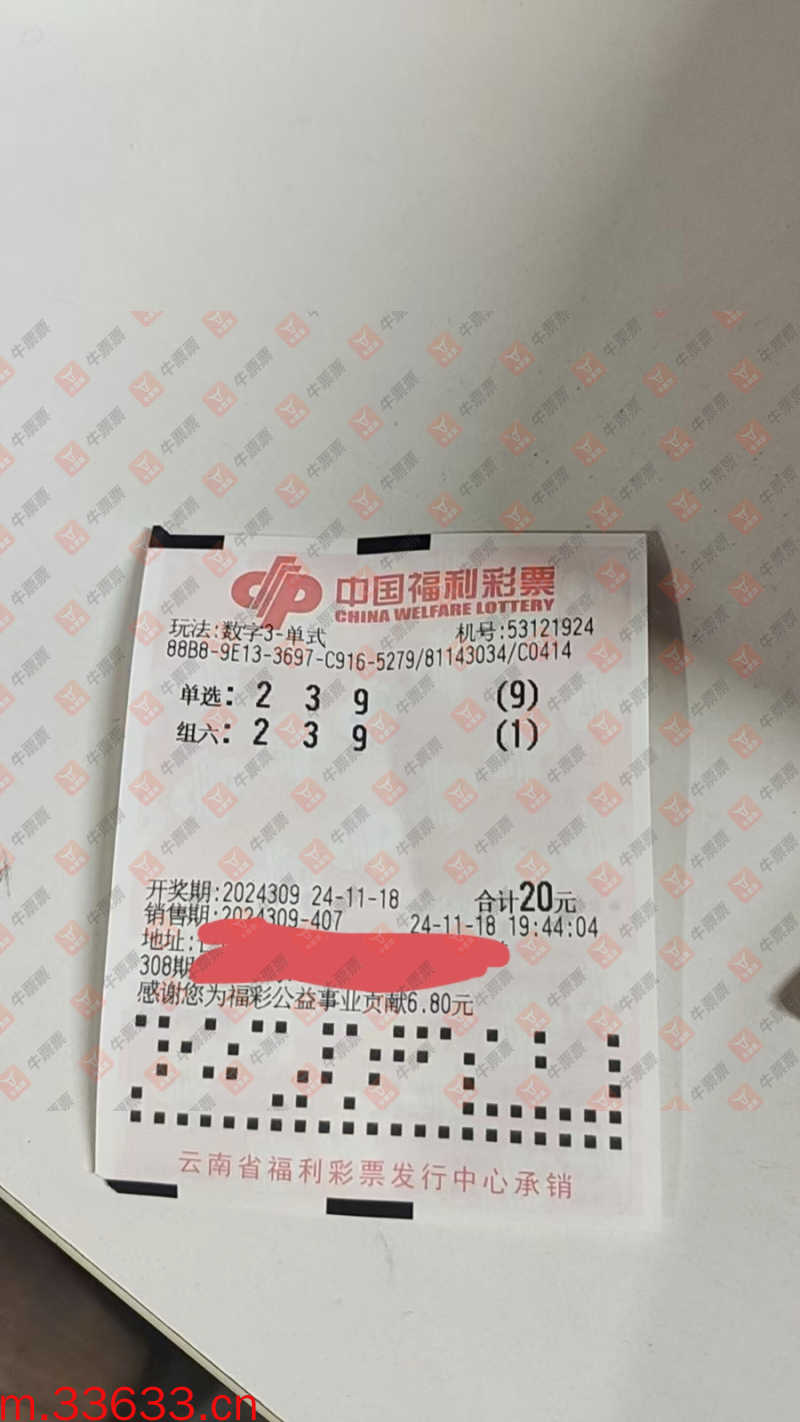 中国福利彩票
CHINA WELFARE LOTTERY
玩法:数字3-单式 机号:53121924
88B8-9E13-3697-C916-5279/81143034/C0414
单选: 2 3 9 (9)
组六: 2 3 9 (1)
开奖期:2024309 24-11-18 合计20元
销售期:2024309-407 24-11-18 19:44:04
地址:
308期
感谢您为福彩公益事业贡献6.80元
云南省福利彩票发行中心承销
牛票票
m.33633.cn